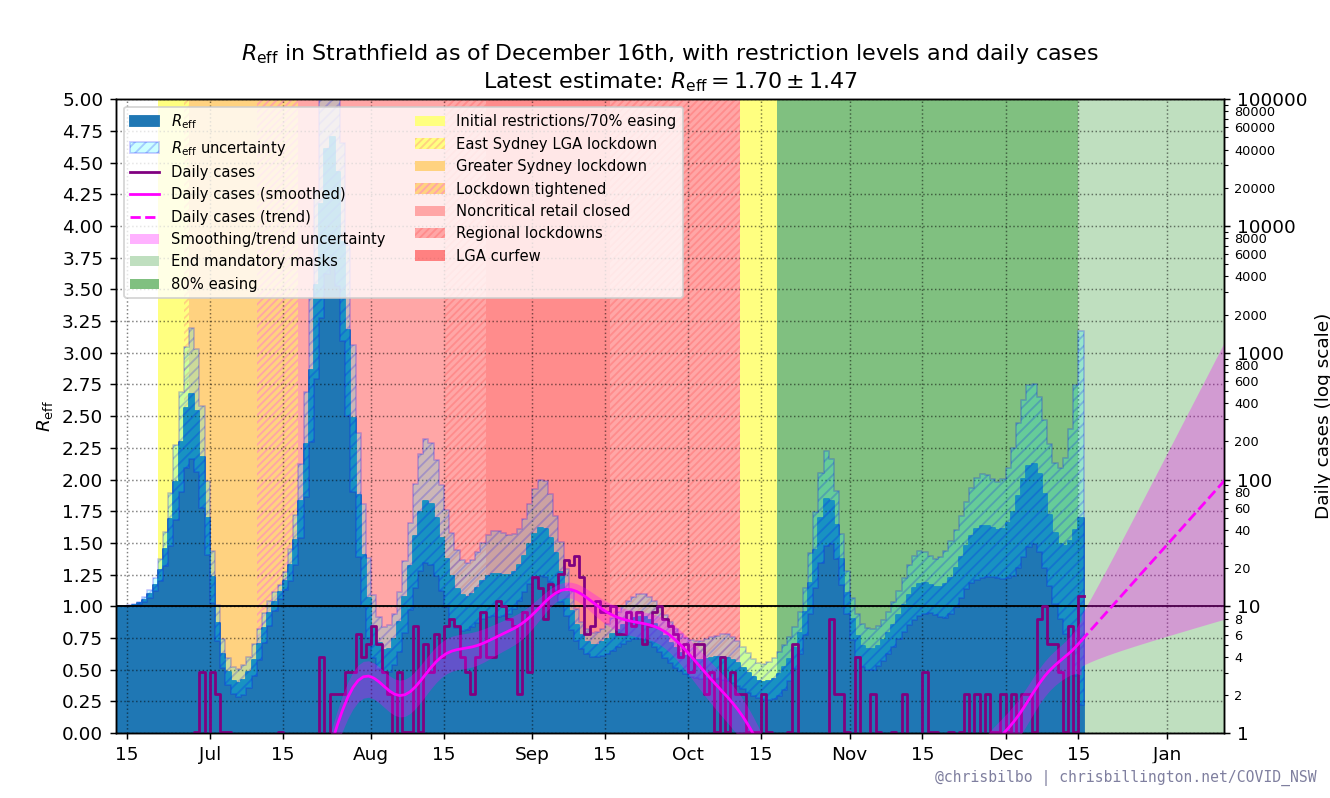 R_eff in Strathfield as of December 16th, with restriction levels and daily cases
Latest estimate: R_eff = 1.70 ± 1.47
R_eff
R_eff uncertainty
Daily cases
Daily cases (smoothed)
Daily cases (trend)
Smoothing/trend uncertainty
End mandatory masks
80% easing
Initial restrictions/70% easing
East Sydney LGA lockdown
Greater Sydney lockdown
Lockdown tightened
Noncritical retail closed
Regional lockdowns
LGA curfew
R_eff
5.00
4.75
4.50
4.25
4.00
3.75
3.50
3.25
3.00
2.75
2.50
2.25
2.00
1.75
1.50
1.25
1.00
0.75
0.50
0.25
0.00
15 Jul 15 Aug 15 Sep 15 Oct 15 Nov 15 Dec 15 Jan
100000
80000
60000
40000
20000
10000
8000
6000
4000
2000
1000
800
600
400
200
100
80
60
40
20
10
8
6
4
2
1
Daily cases (log scale)
@chrisbilbo | chrisbillington.net/COVID_NSW